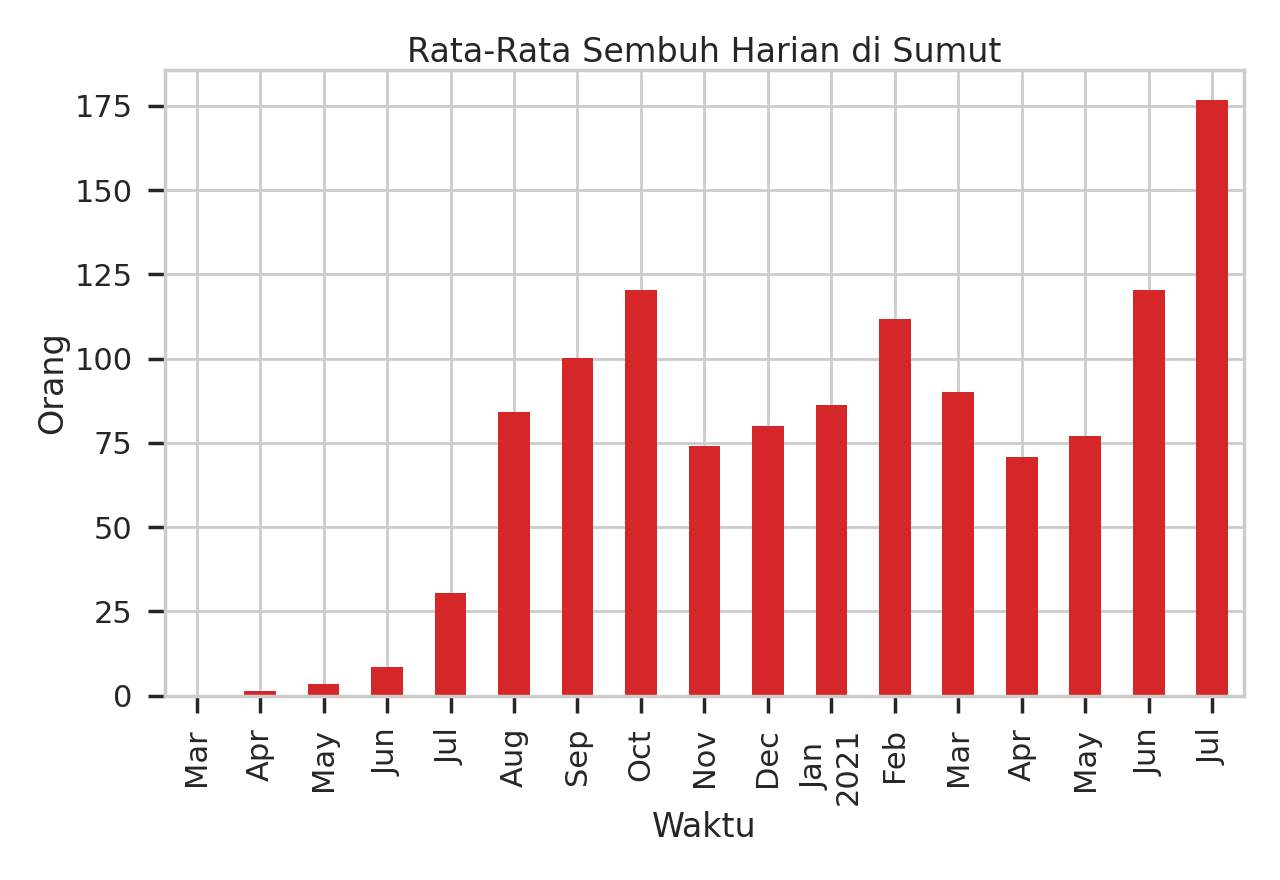 Rata-Rata Sembuh Harian di Sumut
175
150
125
100
75
50
25
0
Orang
Mar
Apr
May
Jun
Jul
Aug
Sep
Oct
Nov
Dec
Jan
2021
Feb
Mar
Apr
May
Jun
Jul
Waktu